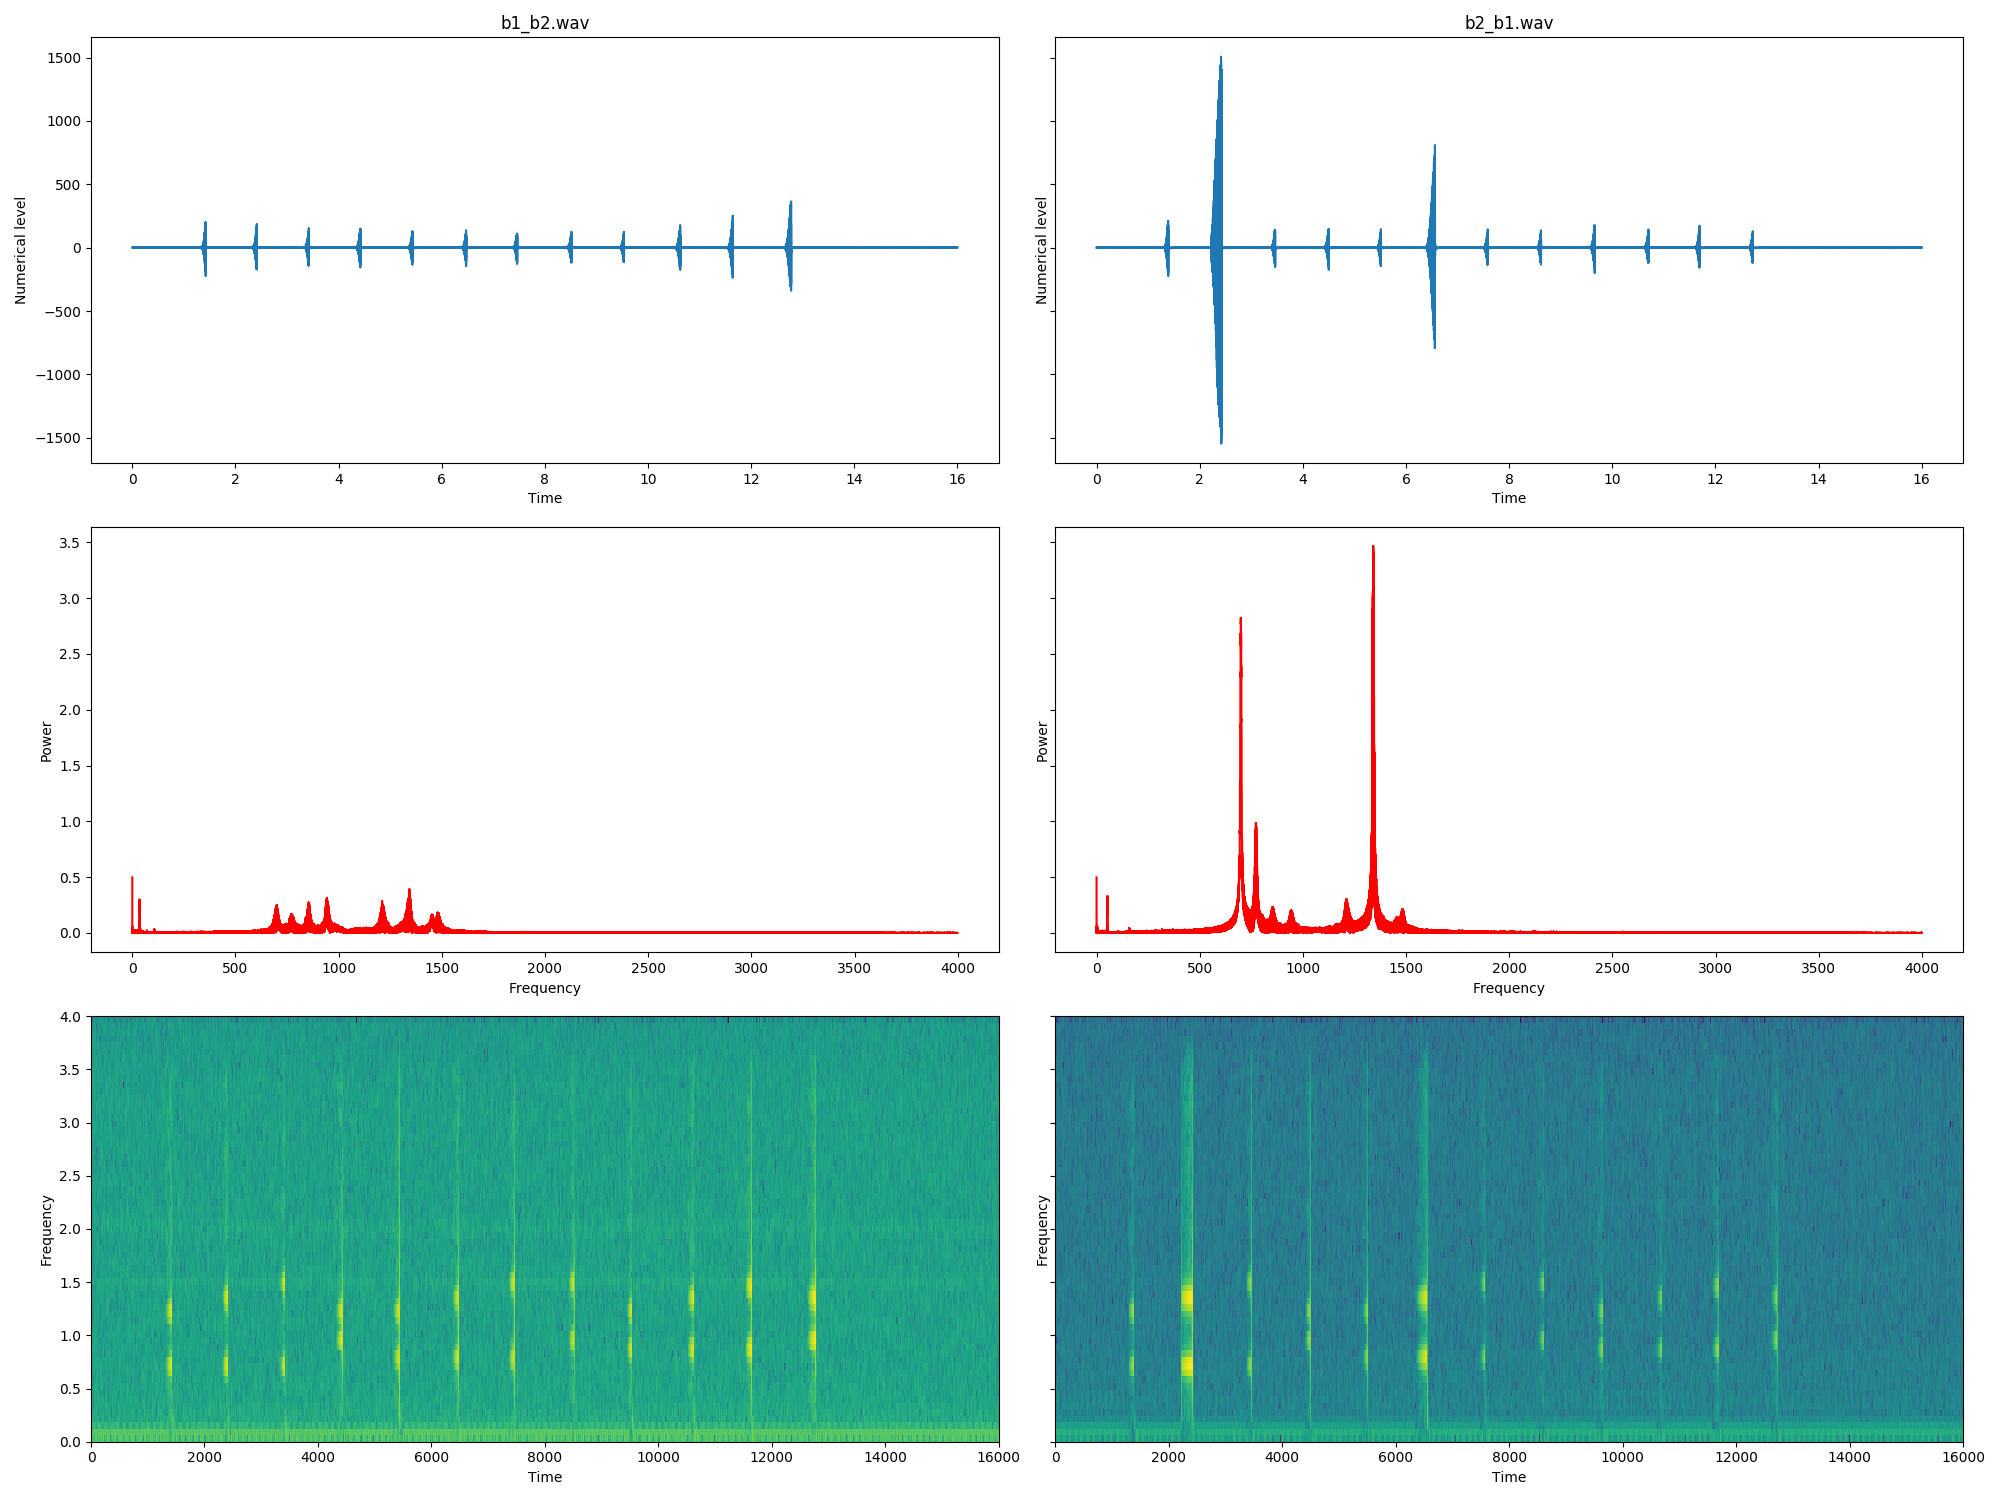 b1_b2.wav
b2_b1.wav
1500
1000
500
0
−500
−1000
−1500
Numerical level
Numerical level
0 2 4 6 8 10 12 14 16
0 2 4 6 8 10 12 14 16
Time
Time
3.5
3.0
2.5
2.0
1.5
1.0
0.5
0.0
Power
Power
0 500 1000 1500 2000 2500 3000 3500 4000
0 500 1000 1500 2000 2500 3000 3500 4000
Frequency
Frequency
4.0
3.5
3.0
2.5
2.0
1.5
1.0
0.5
0.0
Frequency
Frequency
0 2000 4000 6000 8000 10000 12000 14000 16000
0 2000 4000 6000 8000 10000 12000 14000 16000
Time
Time